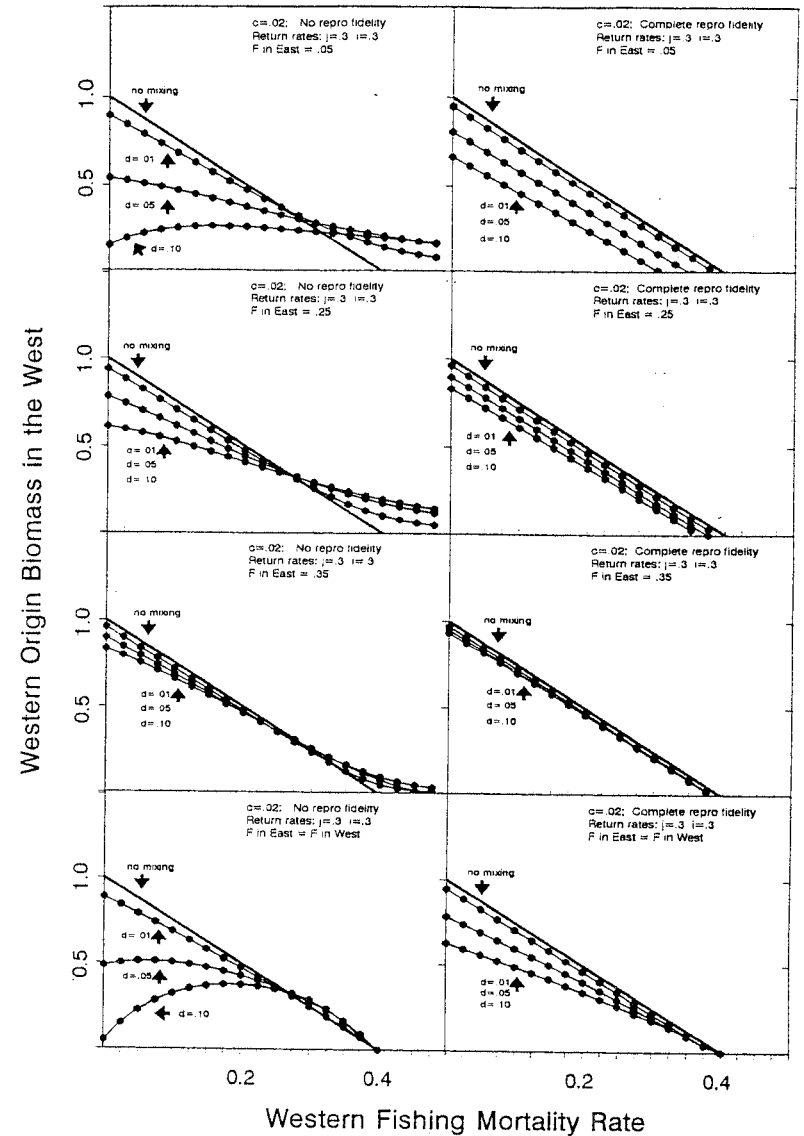 c=.02; No repro fidelity
Return rates: j=.3 i=.3
F in East = .05
no mixing
1.0
0.5
d=.01
d=.05
d=.10
c=.02; Complete repro fidelity
Return rates: j=.3 i=.3
F in East = .05
no mixing
d=.01
d=.05
d=.10
c=.02; No repro fidelity
Return rates: j=.3 i=.3
F in East = .25
no mixing
1.0
0.5
d=.01
d=.05
d=.10
c=.02; Complete repro fidelity
Return rates: j=.3 i=.3
F in East = .25
no mixing
d=.01
d=.05
d=.10
c=.02; No repro fidelity
Return rates: j=.3 i=.3
F in East = .35
no mixing
1.0
0.5
d=.01
d=.05
d=.10
c=.02; Complete repro fidelity
Return rates: j=.3 i=.3
F in East = .35
no mixing
d=.01
d=.05
d=.10
c=.02; No repro fidelity
Return rates: j=.3 i=.3
F in East = F in West
no mixing
1.0
0.5
d=.01
d=.05
d=.10
c=.02; Complete repro fidelity
Return rates: j=.3 i=.3
F in East = F in West
no mixing
d=.01
d=.05
d=.10
0.2
0.4
0.2
0.4
Western Origin Biomass in the West
Western Fishing Mortality Rate